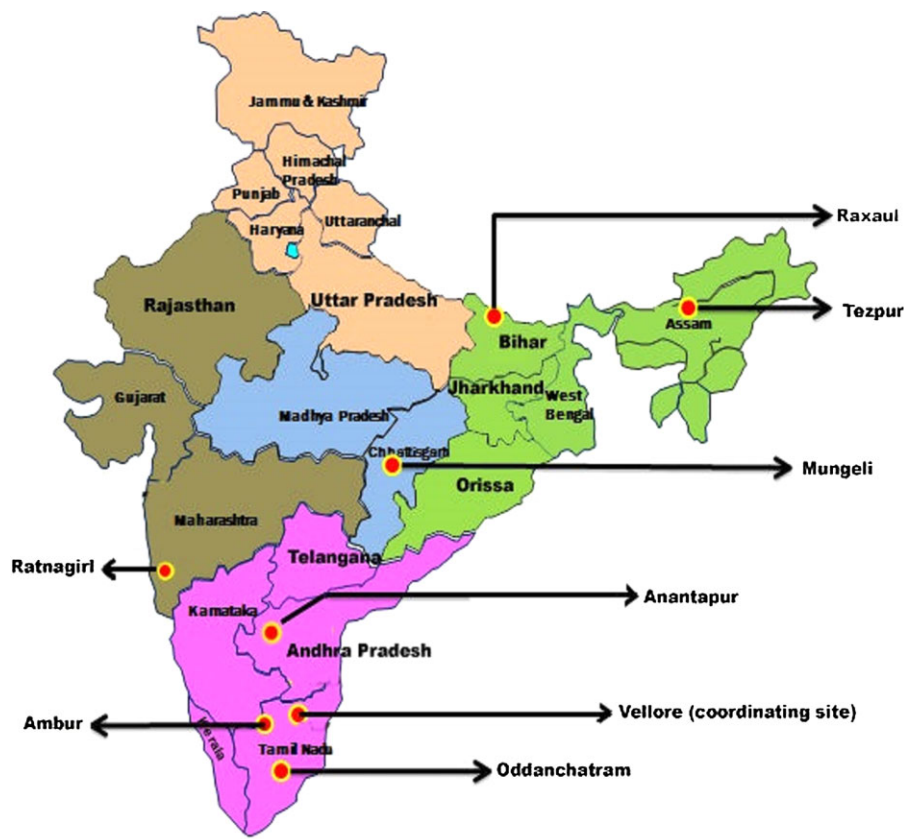 Jammu & Kashmir
Himachal
Pradesh
Punjab
Uttaranchal
Haryana
Raxaul
Rajasthan
Uttar Pradesh
Tezpur
Assam
Bihar
Jharkhand
West
Bengal
Gujarat
Madhya Pradesh
Chhattisgarh
Mungeli
Orissa
Maharashtra
Telangana
Ratnagiri
Karnataka
Anantapur
Andhra Pradesh
Vellore (coordinating site)
Ambur
Kerala
Tamil Nadu
Oddanchatram